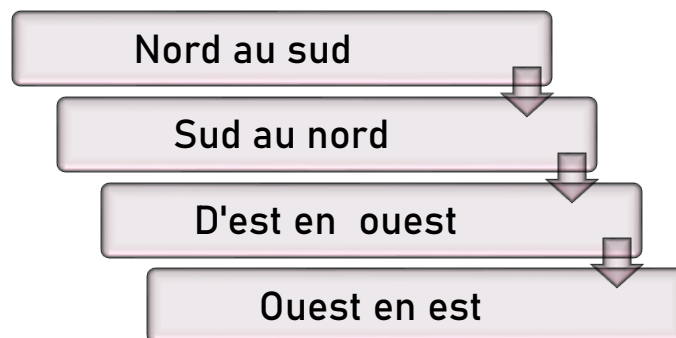 Nord au sud
Sud au nord
D'est en  ouest
Ouest en est